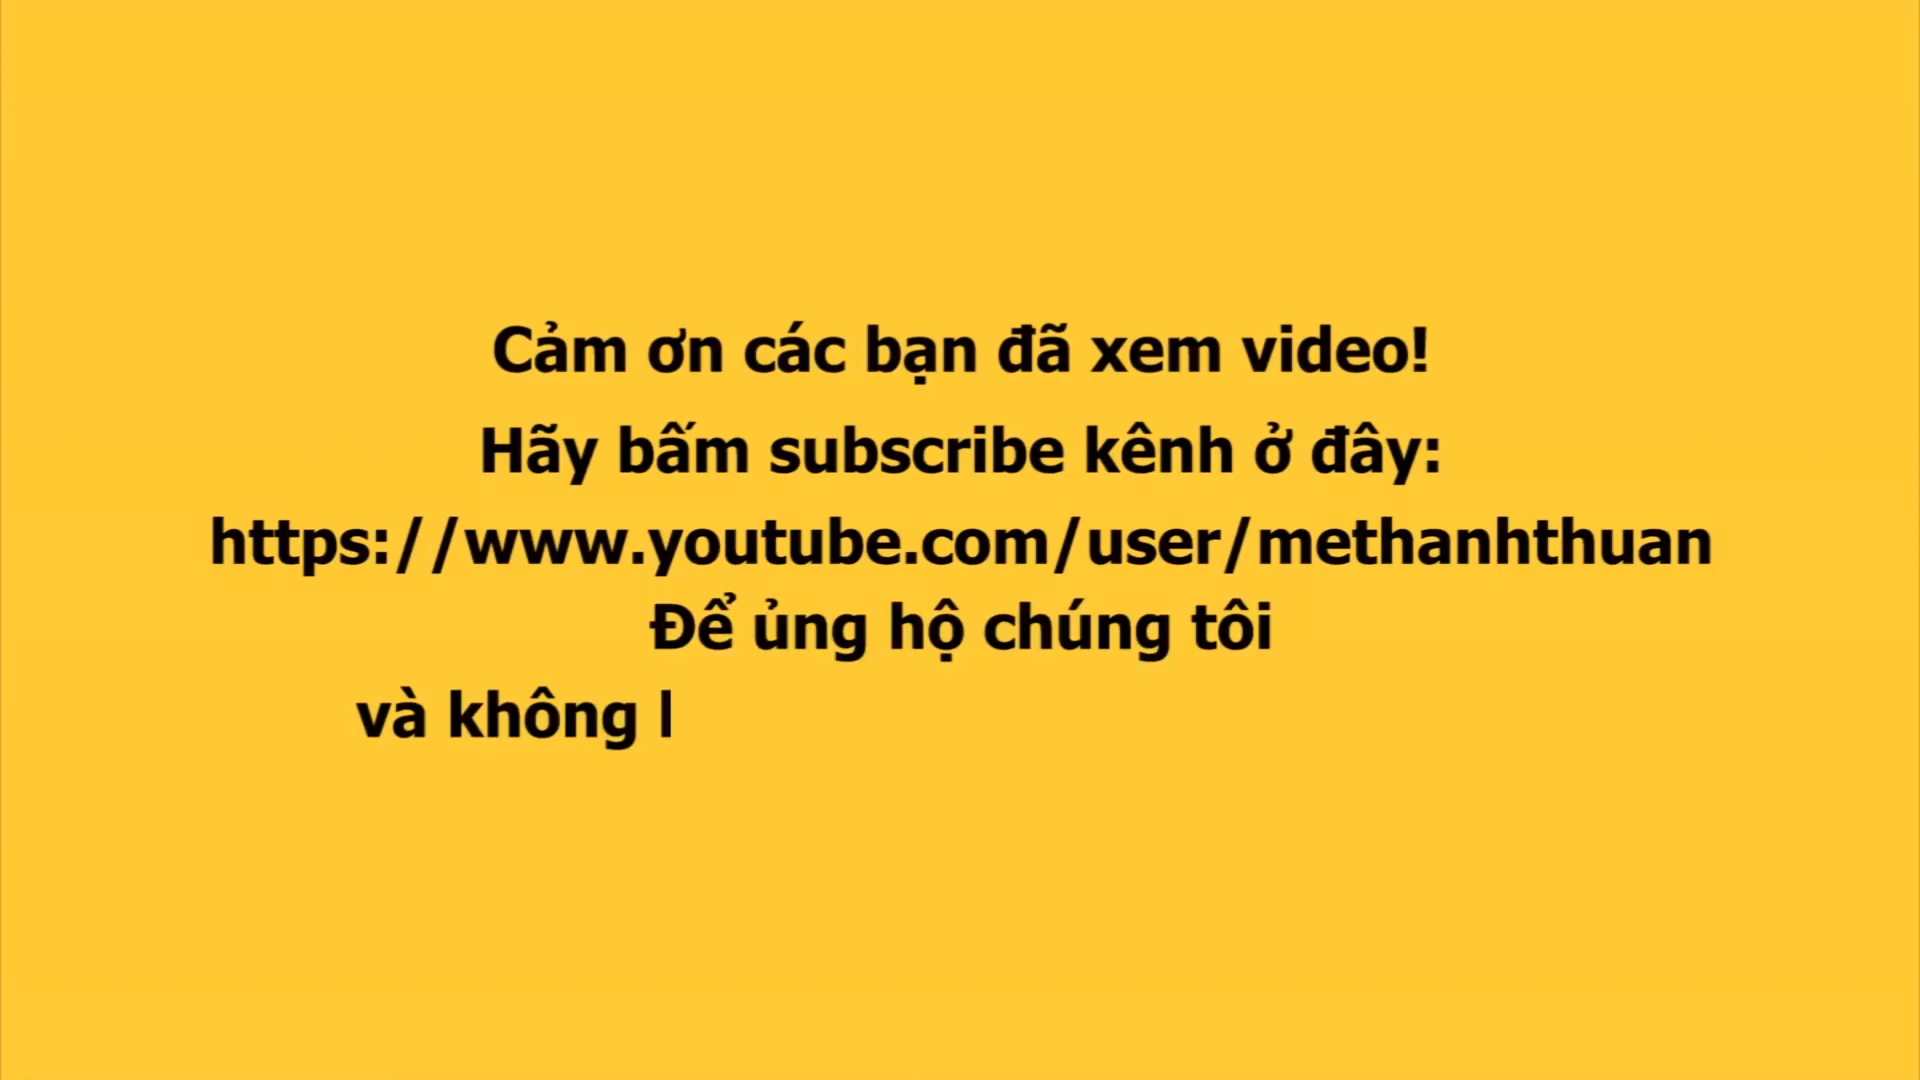 Cảm ơn các bạn đã xem video!
Hãy bấm subscribe kênh ở đây:
https://www.youtube.com/user/methanhthuan
Để ủng hộ chúng tôi
và không l